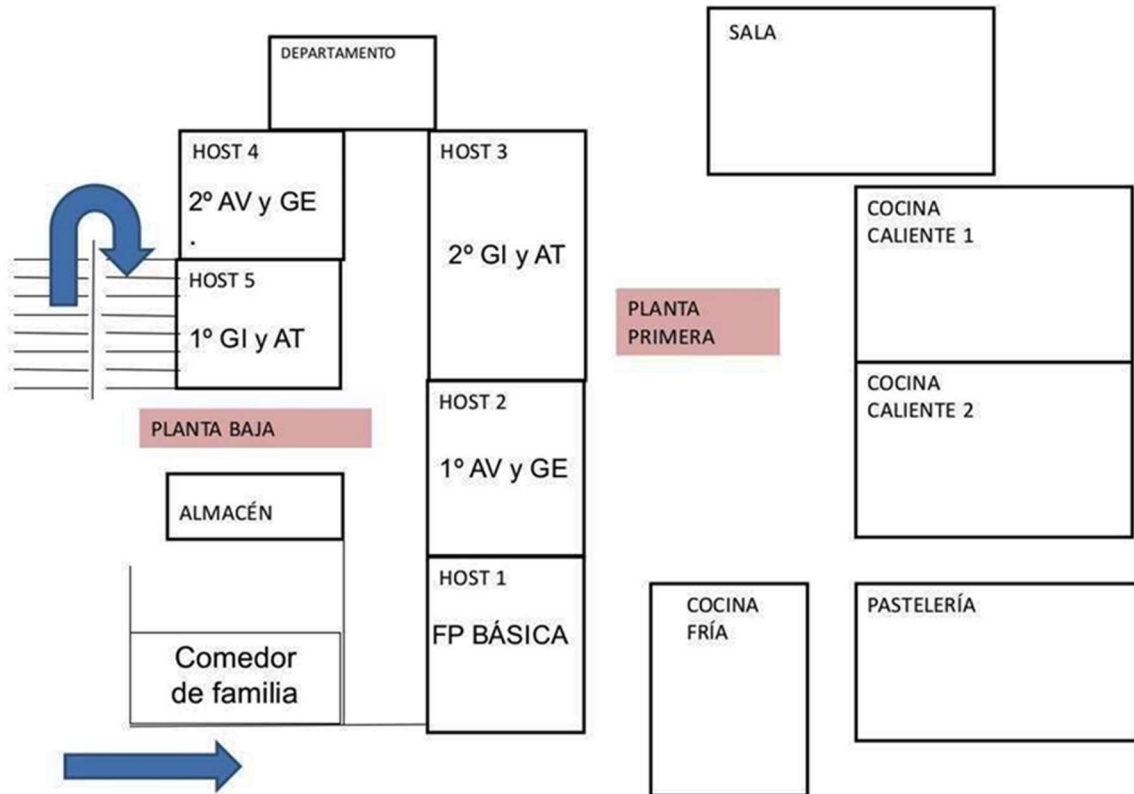 DEPARTAMENTO
HOST 4
2º AV y GE
.
HOST 5
1º GI y AT
HOST 3
2º GI y AT
HOST 2
1º AV y GE
HOST 1
FP BÁSICA
PLANTA BAJA
ALMACÉN
Comedor
de familia
SALA
COCINA
CALIENTE 1
PLANTA
PRIMERA
COCINA
CALIENTE 2
COCINA
FRÍA
PASTELERÍA